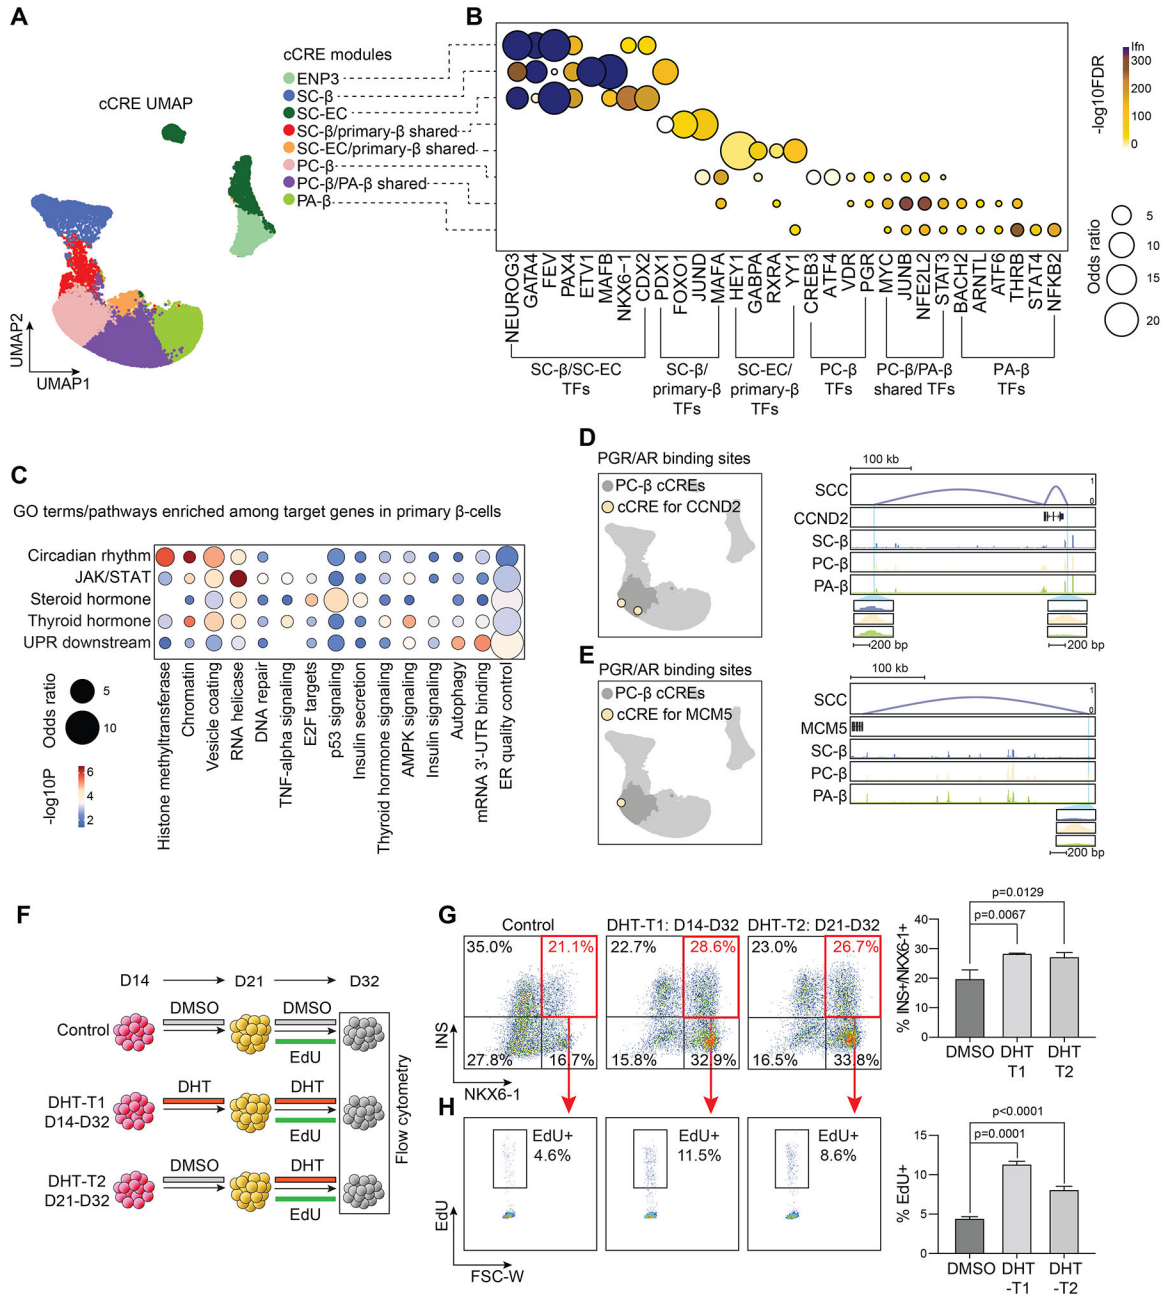 A
cCRE modules
cCRE UMAP
ENP3
SC-β
SC-EC
SC-β/primary-β shared
SC-EC/primary-β shared
PC-β
PC-β/PA-β shared
PA-β
UMAP2
UMAP1
B
NEUROG3
GATA4
FEV
PAX4
ETV1
MAFB
NKX6-1
CDX2
PDX1
FOXO1
JUND
MAFA
HEY1
GABPA
RXRA
YY1
CREB3
ATF4
VDR
PGR
MYC
JUNB
NFE2L2
STAT3
BACH2
ARNTL
ATF6
THRB
STAT4
NFKB2
SC-β/SC-EC
TFs
SC-β/
primary-β
TFs
SC-EC/
primary-β
TFs
PC-β
TFs
PC-β/PA-β
shared TFs
PA-β
TFs
-log10FDR
Ifn
300
200
100
0
Odds ratio
5
10
15
20
C
GO terms/pathways enriched among target genes in primary β-cells
Circadian rhythm
JAK/STAT
Steroid hormone
Thyroid hormone
UPR downstream
Histone methyltransferase
Chromatin
Vesicle coating
RNA helicase
DNA repair
TNF-alpha signaling
E2F targets
p53 signaling
Insulin secretion
Thyroid hormone signaling
AMPK signaling
Insulin signaling
Autophagy
mRNA 3'-UTR binding
ER quality control
Odds ratio
5
10
-log10P
6
4
2
D
PGR/AR binding sites
PC-β cCREs
cCRE for CCND2
100 kb
SCC
1
0
CCND2
SC-β
PC-β
PA-β
200 bp
200 bp
E
PGR/AR binding sites
PC-β cCREs
cCRE for MCM5
100 kb
SCC
1
0
MCM5
SC-β
PC-β
PA-β
200 bp
F
D14
D21
D32
Control
DMSO
DMSO
EdU
DHT-T1
D14-D32
DHT
DHT
EdU
DHT-T2
D21-D32
DMSO
DHT
EdU
Flow cytometry
G
Control
DHT-T1: D14-D32
DHT-T2: D21-D32
35.0%
21.1%
27.8%
16.7%
22.7%
28.6%
15.8%
32.9%
23.0%
26.7%
16.5%
33.8%
INS
NKX6-1
% INS+/NKX6-1+
40
30
20
10
0
p=0.0129
p=0.0067
DMSO
DHT
T1
DHT
T2
H
EdU+
4.6%
EdU+
11.5%
EdU+
8.6%
EdU
FSC-W
% EdU+
15
10
5
0
p<0.0001
p=0.0001
DMSO
DHT
-T1
DHT
-T2